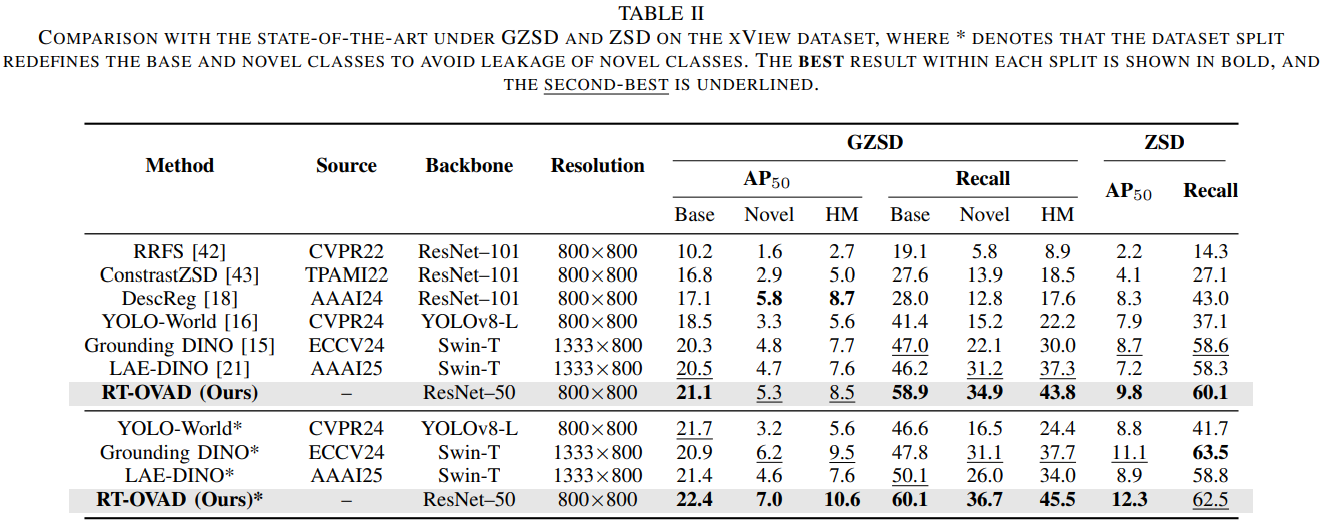 TABLE II
COMPARISON WITH THE STATE-OF-THE-ART UNDER GZSD AND ZSD ON THE XVIEW DATASET, WHERE * DENOTES THAT THE DATASET SPLIT
REDEFINES THE BASE AND NOVEL CLASSES TO AVOID LEAKAGE OF NOVEL CLASSES. THE BEST RESULT WITHIN EACH SPLIT IS SHOWN IN BOLD, AND
THE SECOND-BEST IS UNDERLINED.
GZSD ZSD
Method Source Backbone Resolution
AP50 Recall AP50 Recall
Base Novel HM Base Novel HM
RRFS [42] CVPR22 ResNet–101 800×800 10.2 1.6 2.7 19.1 5.8 8.9 2.2 14.3
ConstrastZSD [43] TPAMI22 ResNet–101 800×800 16.8 2.9 5.0 27.6 13.9 18.5 4.1 27.1
DescReg [18] AAAI24 ResNet–101 800×800 17.1 5.8 8.7 28.0 12.8 17.6 8.3 43.0
YOLO-World [16] CVPR24 YOLOv8-L 800×800 18.5 3.3 5.6 41.4 15.2 22.2 7.9 37.1
Grounding DINO [15] ECCV24 Swin-T 1333×800 20.3 4.8 7.7 47.0 22.1 30.0 8.7 58.6
LAE-DINO [21] AAAI25 Swin-T 1333×800 20.5 4.7 7.6 46.2 31.2 37.3 7.2 58.3
RT-OVAD (Ours) – ResNet–50 800×800 21.1 5.3 8.5 58.9 34.9 43.8 9.8 60.1
YOLO-World* CVPR24 YOLOv8-L 800×800 21.7 3.2 5.6 46.6 16.5 24.4 8.8 41.7
Grounding DINO* ECCV24 Swin-T 1333×800 20.9 6.2 9.5 47.8 31.1 37.7 11.1 63.5
LAE-DINO* AAAI25 Swin-T 1333×800 21.4 4.6 7.6 50.1 26.0 34.0 8.9 58.8
RT-OVAD (Ours)* – ResNet–50 800×800 22.4 7.0 10.6 60.1 36.7 45.5 12.3 62.5